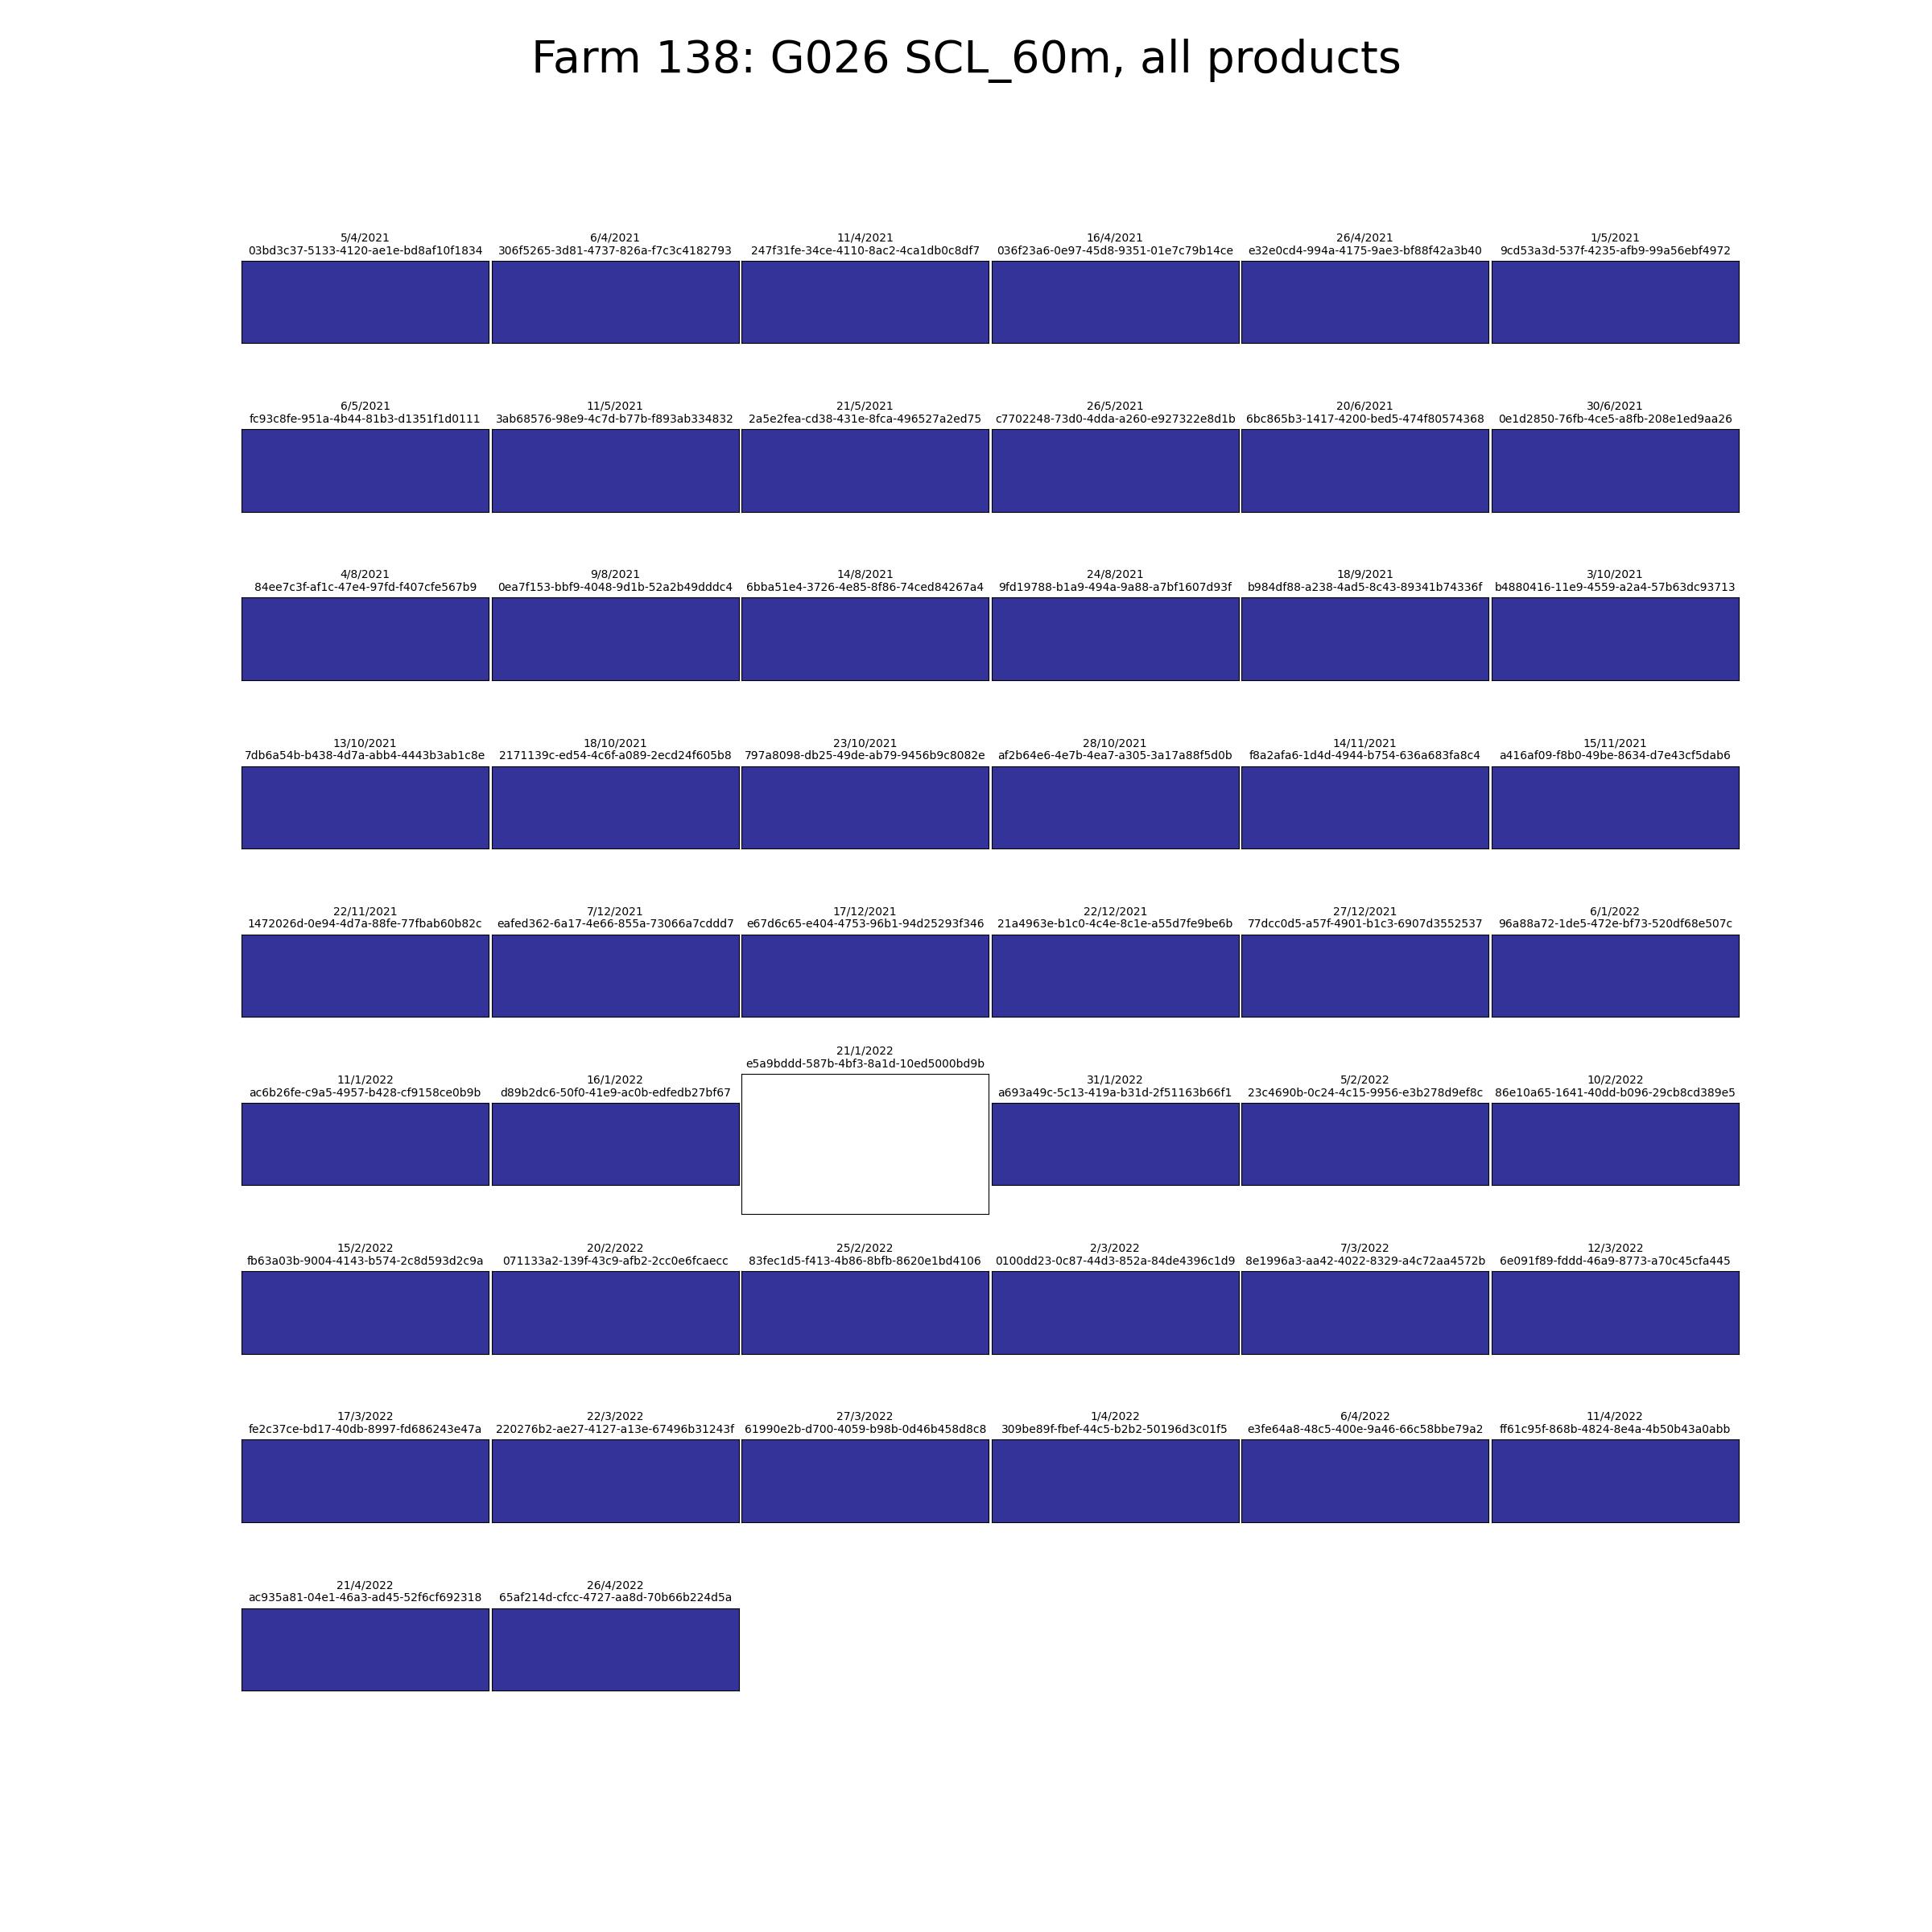 Farm 138: G026 SCL_60m, all products
5/4/2021
03bd3c37-5133-4120-ae1e-bd8af10f1834
6/4/2021
306f5265-3d81-4737-826a-f7c3c4182793
11/4/2021
247f31fe-34ce-4110-8ac2-4ca1db0c8df7
16/4/2021
036f23a6-0e97-45d8-9351-01e7c79b14ce
26/4/2021
e32e0cd4-994a-4175-9ae3-bf88f42a3b40
1/5/2021
9cd53a3d-537f-4235-afb9-99a56ebf4972
6/5/2021
fc93c8fe-951a-4b44-81b3-d1351f1d0111
11/5/2021
3ab68576-98e9-4c7d-b77b-f893ab334832
21/5/2021
2a5e2fea-cd38-431e-8fca-496527a2ed75
26/5/2021
c7702248-73d0-4dda-a260-e927322e8d1b
20/6/2021
6bc865b3-1417-4200-bed5-474f80574368
30/6/2021
0e1d2850-76fb-4ce5-a8fb-208e1ed9aa26
4/8/2021
84ee7c3f-af1c-47e4-97fd-f407cfe567b9
9/8/2021
0ea7f153-bbf9-4048-9d1b-52a2b49dddc4
14/8/2021
6bba51e4-3726-4e85-8f86-74ced84267a4
24/8/2021
9fd19788-b1a9-494a-9a88-a7bf1607d93f
18/9/2021
b984df88-a238-4ad5-8c43-89341b74336f
3/10/2021
b4880416-11e9-4559-a2a4-57b63dc93713
13/10/2021
7db6a54b-b438-4d7a-abb4-4443b3ab1c8e
18/10/2021
2171139c-ed54-4c6f-a089-2ecd24f605b8
23/10/2021
797a8098-db25-49de-ab79-9456b9c8082e
28/10/2021
af2b64e6-4e7b-4ea7-a305-3a17a88f5d0b
14/11/2021
f8a2afa6-1d4d-4944-b754-636a683fa8c4
15/11/2021
a416af09-f8b0-49be-8634-d7e43cf5dab6
22/11/2021
1472026d-0e94-4d7a-88fe-77fbab60b82c
7/12/2021
eafed362-6a17-4e66-855a-73066a7cddd7
17/12/2021
e67d6c65-e404-4753-96b1-94d25293f346
22/12/2021
21a4963e-b1c0-4c4e-8c1e-a55d7fe9be6b
27/12/2021
77dcc0d5-a57f-4901-b1c3-6907d3552537
6/1/2022
96a88a72-1de5-472e-bf73-520df68e507c
11/1/2022
ac6b26fe-c9a5-4957-b428-cf9158ce0b9b
16/1/2022
d89b2dc6-50f0-41e9-ac0b-edfedb27bf67
21/1/2022
e5a9bddd-587b-4bf3-8a1d-10ed5000bd9b
31/1/2022
a693a49c-5c13-419a-b31d-2f51163b66f1
5/2/2022
23c4690b-0c24-4c15-9956-e3b278d9ef8c
10/2/2022
86e10a65-1641-40dd-b096-29cb8cd389e5
15/2/2022
fb63a03b-9004-4143-b574-2c8d593d2c9a
20/2/2022
071133a2-139f-43c9-afb2-2cc0e6fcaecc
25/2/2022
83fec1d5-f413-4b86-8bfb-8620e1bd4106
2/3/2022
0100dd23-0c87-44d3-852a-84de4396c1d9
7/3/2022
8e1996a3-aa42-4022-8329-a4c72aa4572b
12/3/2022
6e091f89-fddd-46a9-8773-a70c45cfa445
17/3/2022
fe2c37ce-bd17-40db-8997-fd686243e47a
22/3/2022
220276b2-ae27-4127-a13e-67496b31243f
27/3/2022
61990e2b-d700-4059-b98b-0d46b458d8c8
1/4/2022
309be89f-fbef-44c5-b2b2-50196d3c01f5
6/4/2022
e3fe64a8-48c5-400e-9a46-66c58bbe79a2
11/4/2022
ff61c95f-868b-4824-8e4a-4b50b43a0abb
21/4/2022
ac935a81-04e1-46a3-ad45-52f6cf692318
26/4/2022
65af214d-cfcc-4727-aa8d-70b66b224d5a